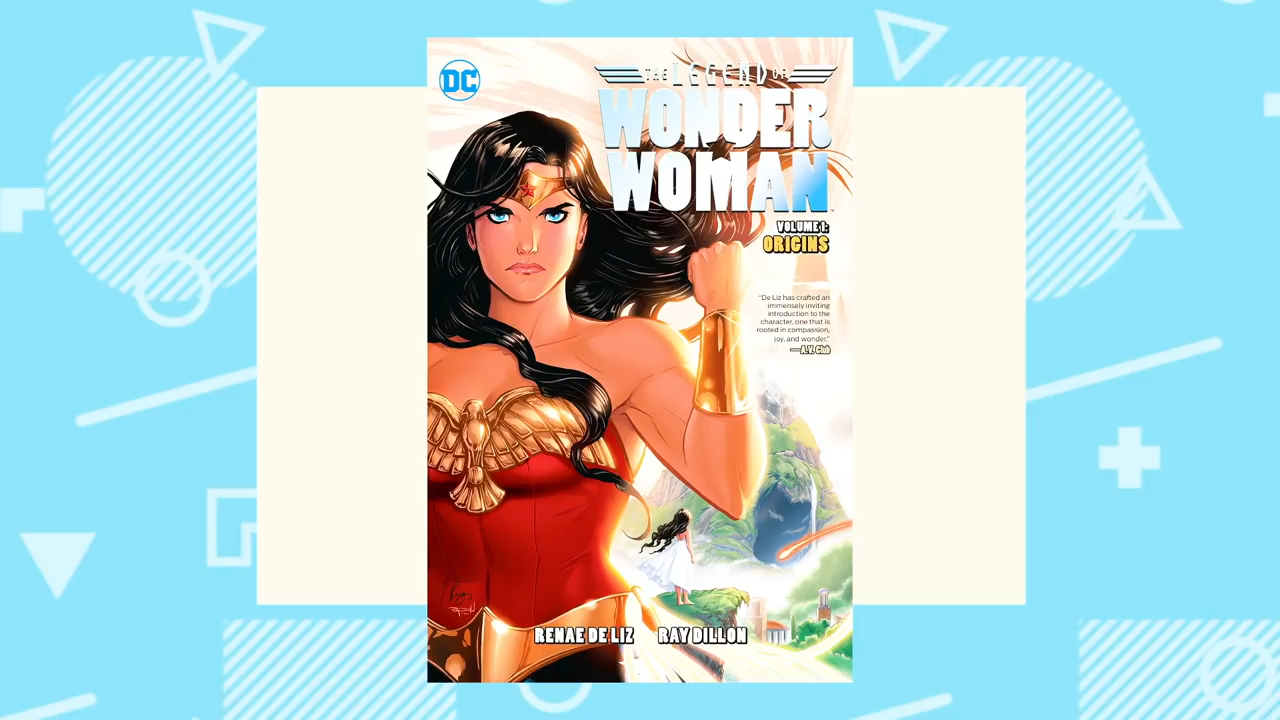 DC
THE LEGEND OF
WONDER
WOMAN
VOLUME 1:
ORIGINS
"De Liz has crafted an
immensely inviting
introduction to the
character, one that is
rooted in compassion,
joy, and wonder."
—A.V. Club
RENAE DE LIZ RAY DILLON